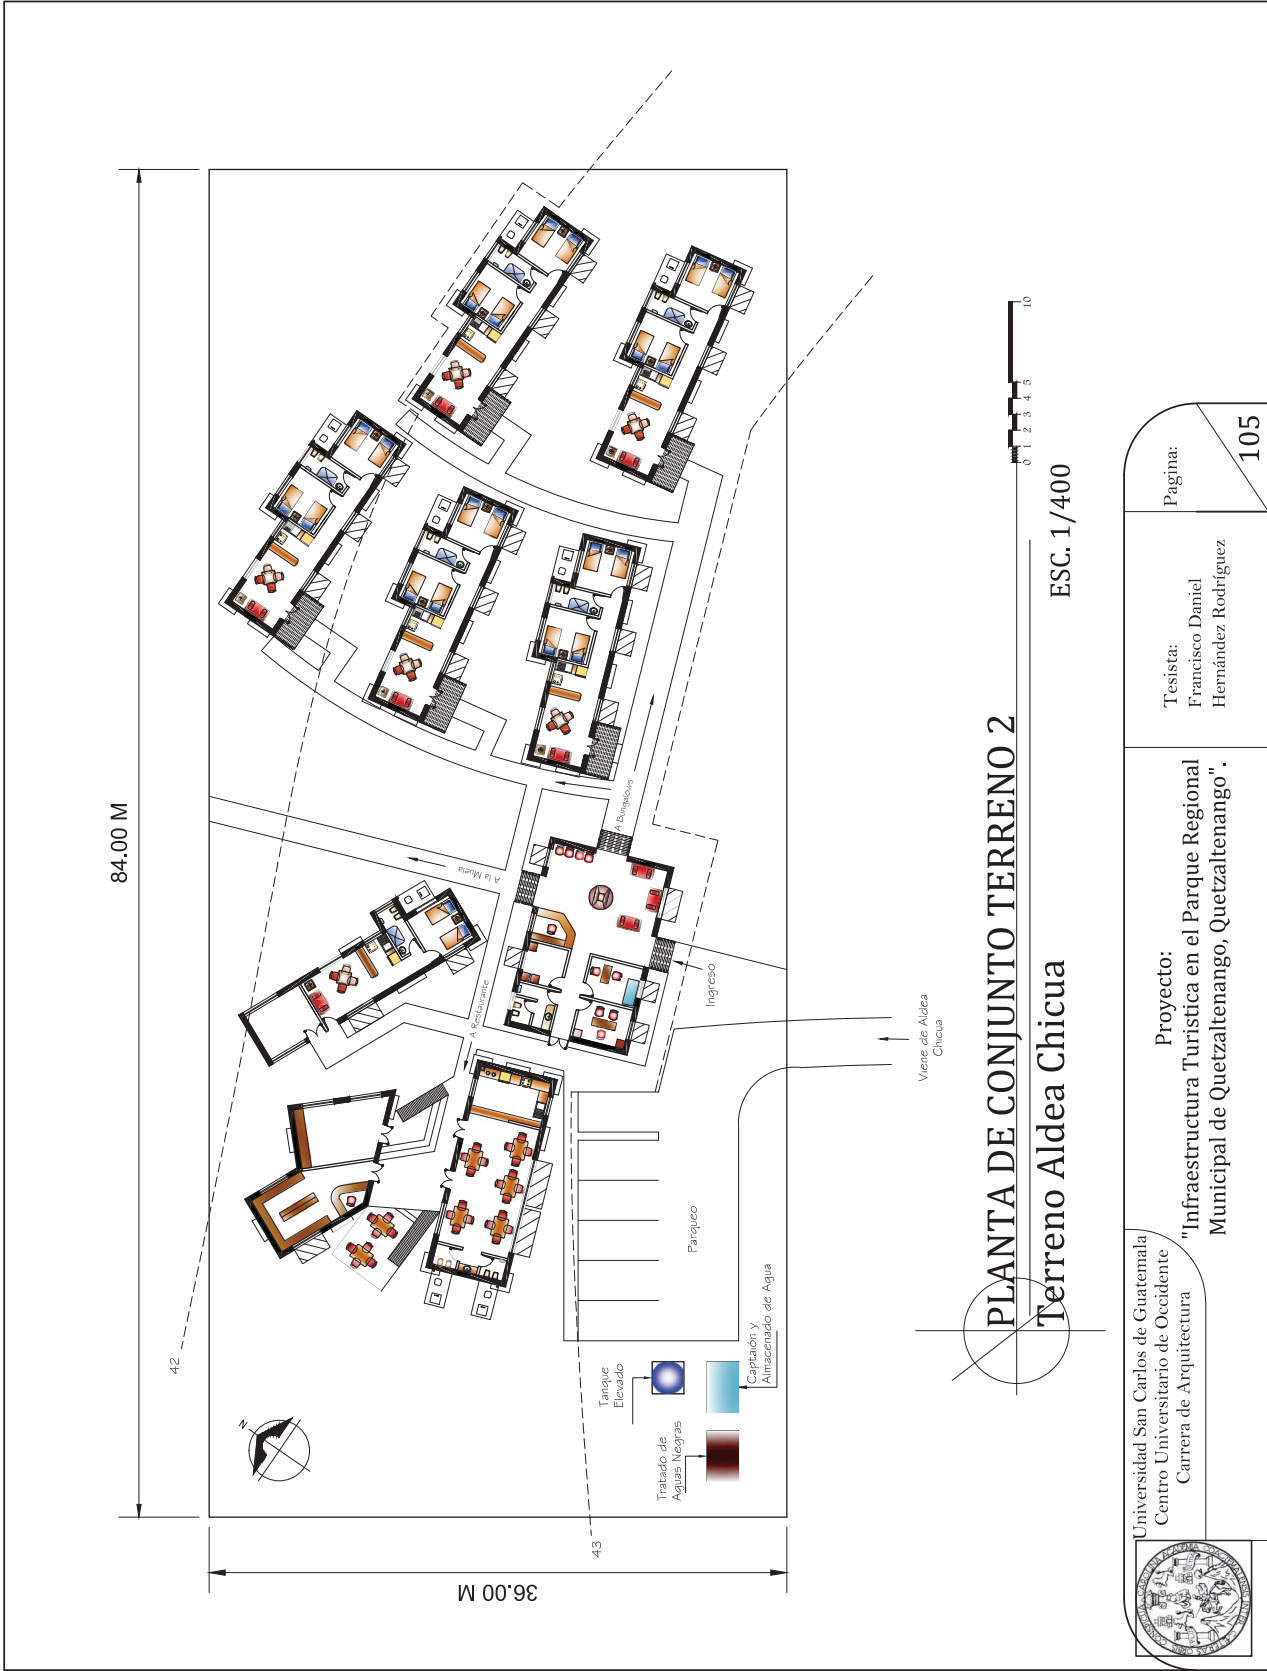 84.00 M
36.00 M
42
43
N
A la Muela
A Bungalows
A Restaurante
Ingreso
Viene de Aldea
Chicua
Parqueo
Tanque
Elevado
Captaión y
Almacenado de Agua
Tratado de
Aguas Negras
PLANTA DE CONJUNTO TERRENO 2
Terreno Aldea Chicua
ESC. 1/400
0 1 2 3 4 5 10
Universidad San Carlos de Guatemala
Centro Universitario de Occidente
Carrera de Arquitectura
Proyecto:
"Infraestructura Turistica en el Parque Regional
Municipal de Quetzaltenango, Quetzaltenango".
Tesista:
Francisco Daniel
Hernández Rodríguez
Pagina:
105